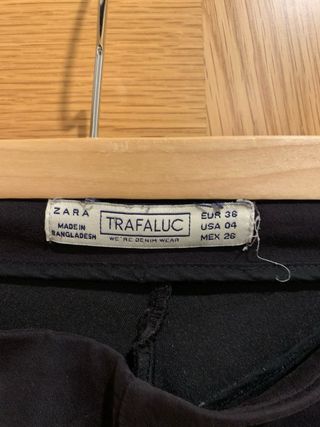 ZARA
MADE IN
BANGLADESH
TRAFALUC
WE'RE DENIM WEAR
EUR 36
USA 04
MEX 26